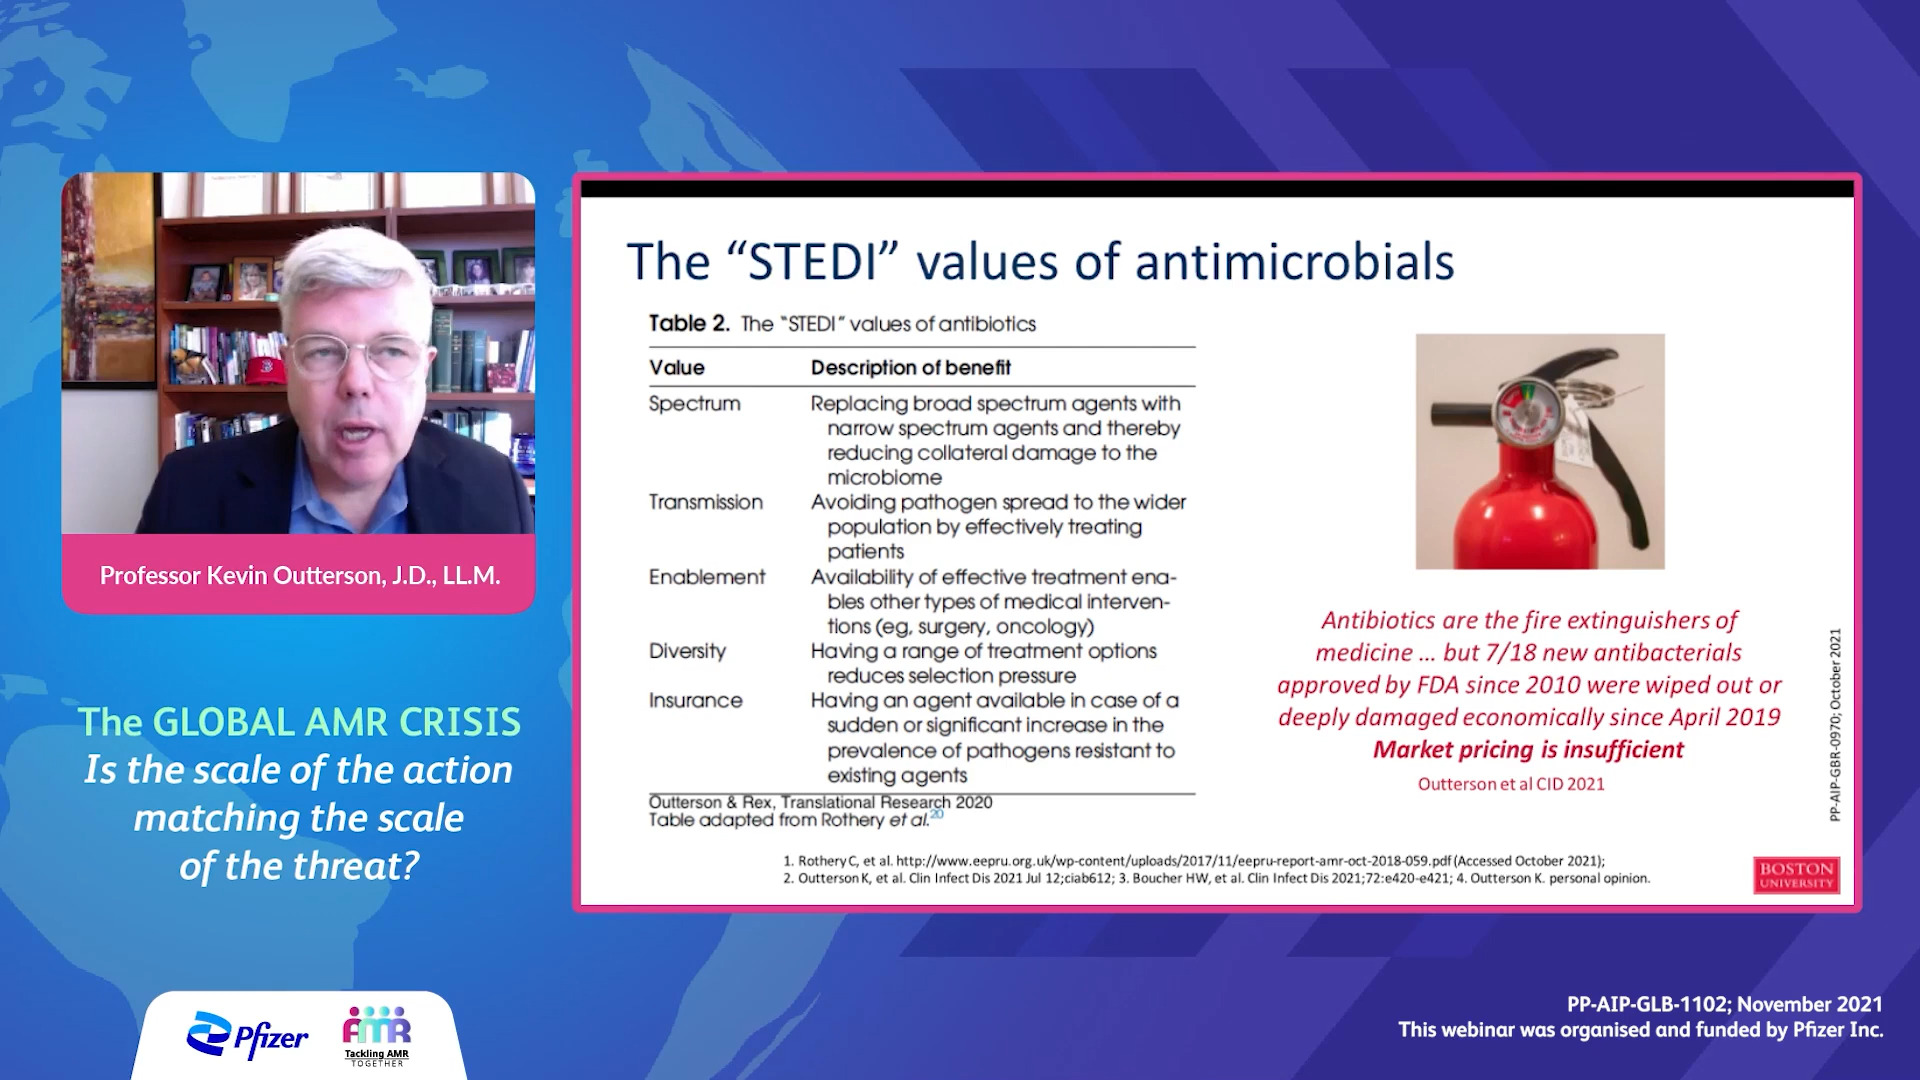 Professor Kevin Outterson, J.D., LL.M.
The GLOBAL AMR CRISIS
Is the scale of the action
matching the scale
of the threat?
Pfizer
AMR
Tackling AMR
TOGETHER
The “STEDI” values of antimicrobials
Table 2. The “STEDI” values of antibiotics
Value Description of benefit
Spectrum Replacing broad spectrum agents with
narrow spectrum agents and thereby
reducing collateral damage to the
microbiome
Transmission Avoiding pathogen spread to the wider
population by effectively treating
patients
Enablement Availability of effective treatment ena-
bles other types of medical interven-
tions (eg, surgery, oncology)
Diversity Having a range of treatment options
reduces selection pressure
Insurance Having an agent available in case of a
sudden or significant increase in the
prevalence of pathogens resistant to
existing agents
Outterson & Rex, Translational Research 2020
Table adapted from Rothery et al.20
Antibiotics are the fire extinguishers of
medicine ... but 7/18 new antibacterials
approved by FDA since 2010 were wiped out or
deeply damaged economically since April 2019
Market pricing is insufficient
Outterson et al CID 2021
PP-AIP-GBR-0970; October 2021
1. Rothery C, et al. http://www.eepru.org.uk/wp-content/uploads/2017/11/eepru-report-amr-oct-2018-059.pdf (Accessed October 2021);
2. Outterson K, et al. Clin Infect Dis 2021 Jul 12;ciab612; 3. Boucher HW, et al. Clin Infect Dis 2021;72:e420-e421; 4. Outterson K. personal opinion.
BOSTON
UNIVERSITY
PP-AIP-GLB-1102; November 2021
This webinar was organised and funded by Pfizer Inc.